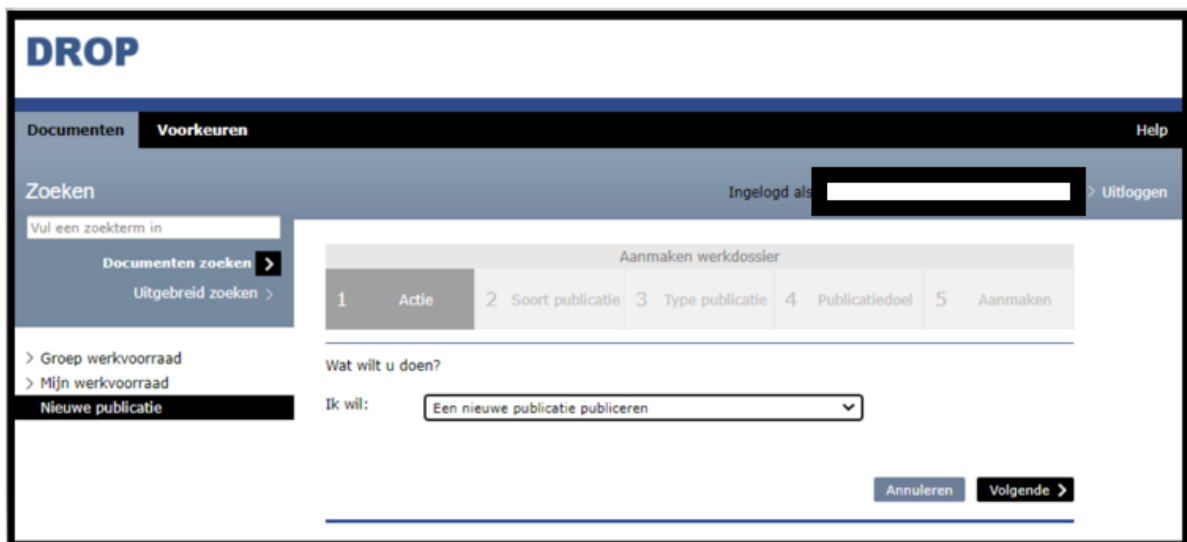 DROP
Documenten Voorkeuren Help
Zoeken
Ingelogd als > Uitloggen
Vul een zoekterm in
Documenten zoeken >
Uitgebreid zoeken >
Aanmaken werkdossier
1 Actie 2 Soort publicatie 3 Type publicatie 4 Publicatiedoel 5 Aanmaken
> Groep werkvoorraad
> Mijn werkvoorraad
Nieuwe publicatie
Wat wilt u doen?
Ik wil: Een nieuwe publicatie publiceren
Annuleren Volgende >